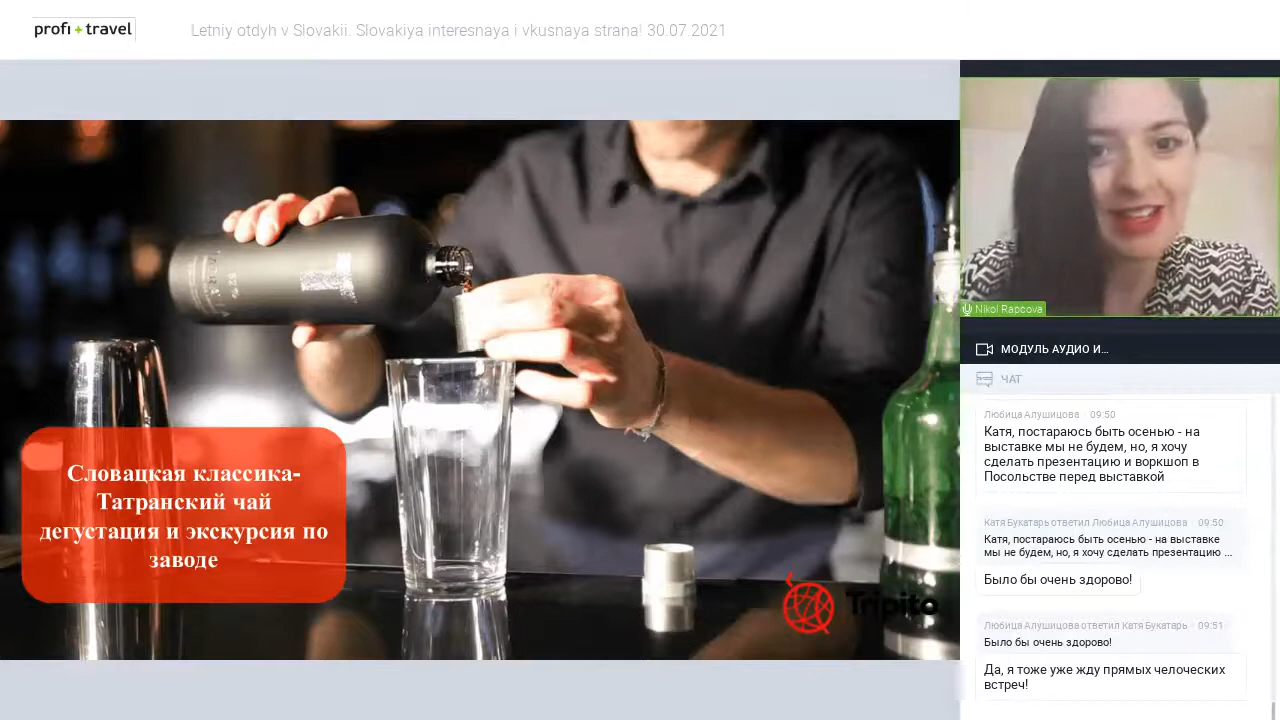 profi+travel
Letniy otdyh v Slovakii. Slovakiya interesnaya i vkusnaya strana! 30.07.2021
Словацкая классика-
Татранский чай
дегустация и экскурсия по
заводе
Tripito
Nikol Rapcova
МОДУЛЬ АУДИО И...
ЧАТ
Любица Алушицова 09:50
Катя, постараюсь быть осенью - на
выставке мы не будем, но, я хочу
сделать презентацию и воркшоп в
Посольстве перед выставкой
Катя Букатарь ответил Любица Алушицова 09:50
Катя, постараюсь быть осенью - на выставке
мы не будем, но, я хочу сделать презентацию ...
Было бы очень здорово!
Любица Алушицова ответил Катя Букатарь 09:51
Было бы очень здорово!
Да, я тоже уже жду прямых челоческих
встреч!